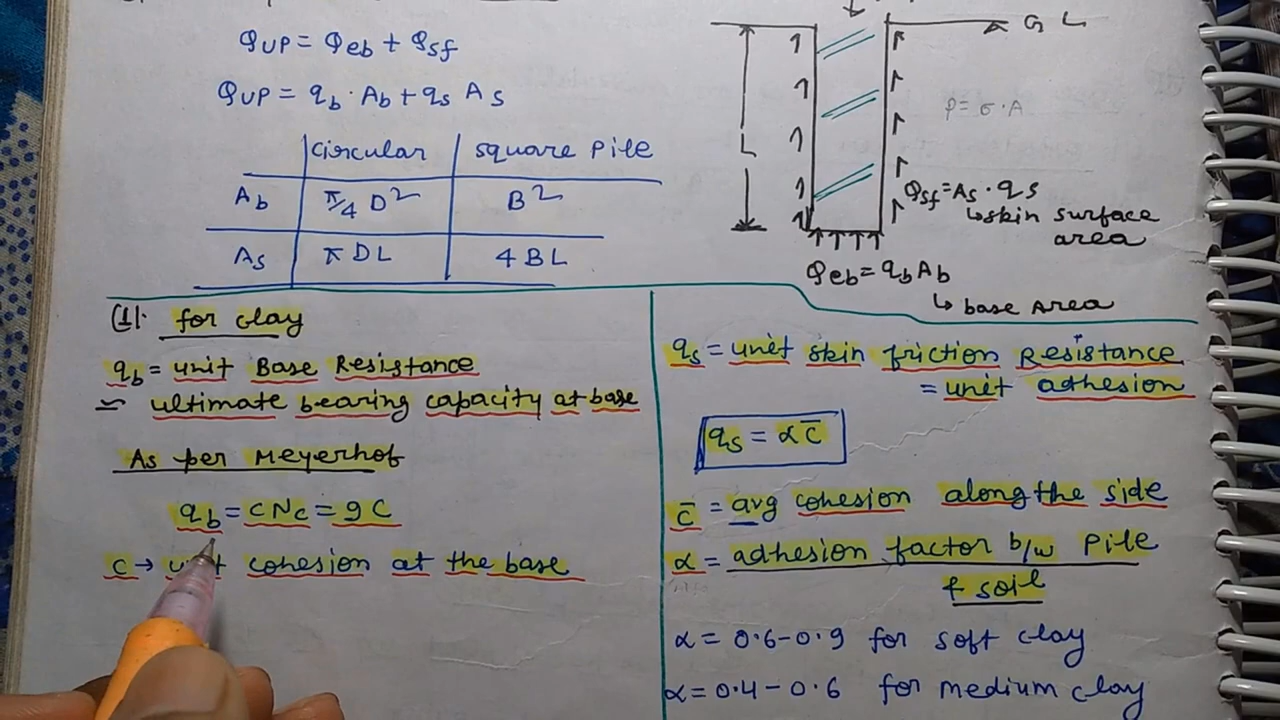 Qup = Qeb + Qsf
Qup = qb · Ab + qs As
circular square Pile
Ab π/4 D² B²
As π DL 4 BL
G L
L
P = σ · A
Qsf = As · qs
↳ skin surface
area
Qeb = qb Ab
↳ base Area
(1). for clay
qb = unit Base Resistance
≃ ultimate bearing capacity at base
As per Meyerhof
qb = CNc = 9C
C → unit cohesion at the base
qs = unit skin friction Resistance
= unit adhesion
qs = α c̄
c̄ = avg cohesion along the side
α = adhesion factor b/w Pile
& soil
α = 0.6 - 0.9 for soft clay
α = 0.4 - 0.6 for medium clay